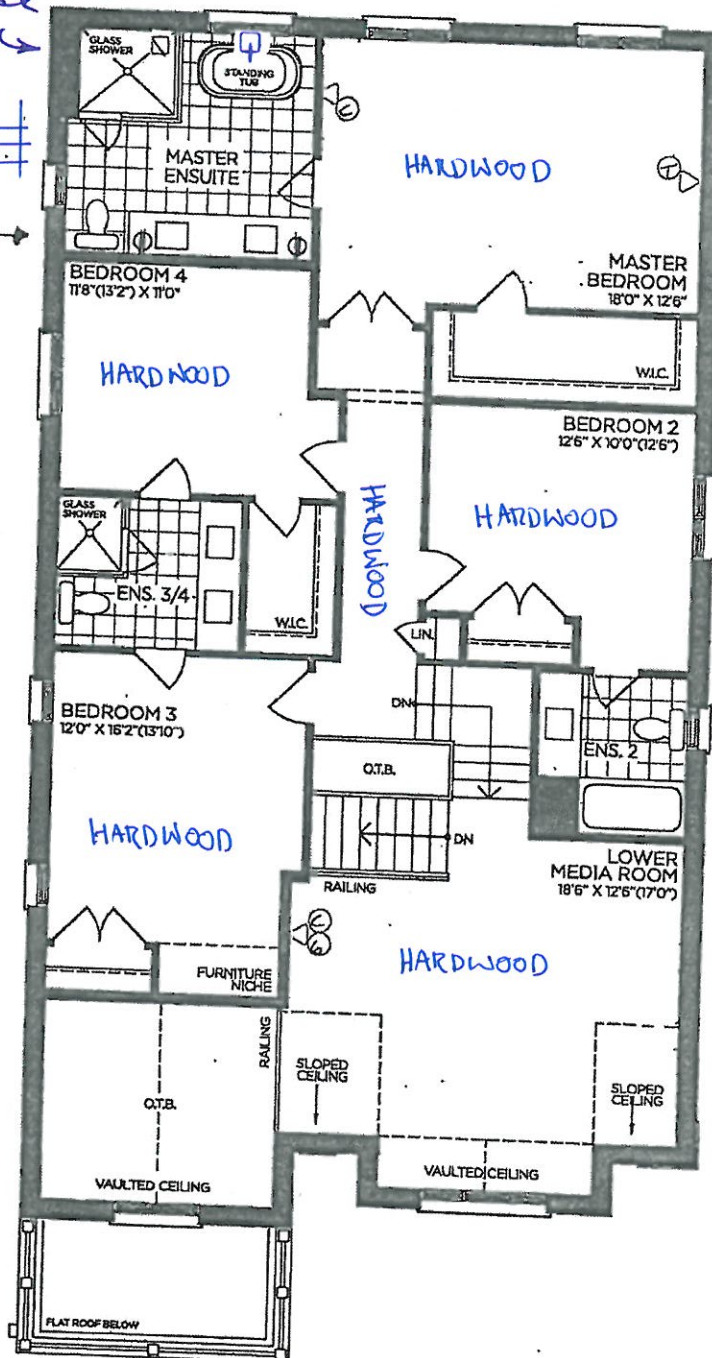 GLASS
SHOWER
STANDING
TUB
MASTER
ENSUITE
HARDWOOD
T
MASTER
BEDROOM
18'0" X 12'6"
BEDROOM 4
11'8"(13'2") X 11'0"
HARDWOOD
W.I.C.
BEDROOM 2
12'6" X 10'0"(12'6")
HARDWOOD
HARDWOOD
GLASS
SHOWER
ENS. 3/4
W.I.C.
LIN.
BEDROOM 3
12'0" X 16'2"(13'10")
DN
ENS. 2
O.T.B.
HARDWOOD
DN
RAILING
LOWER
MEDIA ROOM
18'6" X 12'6"(17'0")
HARDWOOD
FURNITURE
NICHE
RAILING
O.T.B.
SLOPED
CEILING
SLOPED
CEILING
VAULTED CEILING
VAULTED CEILING
FLAT ROOF BELOW